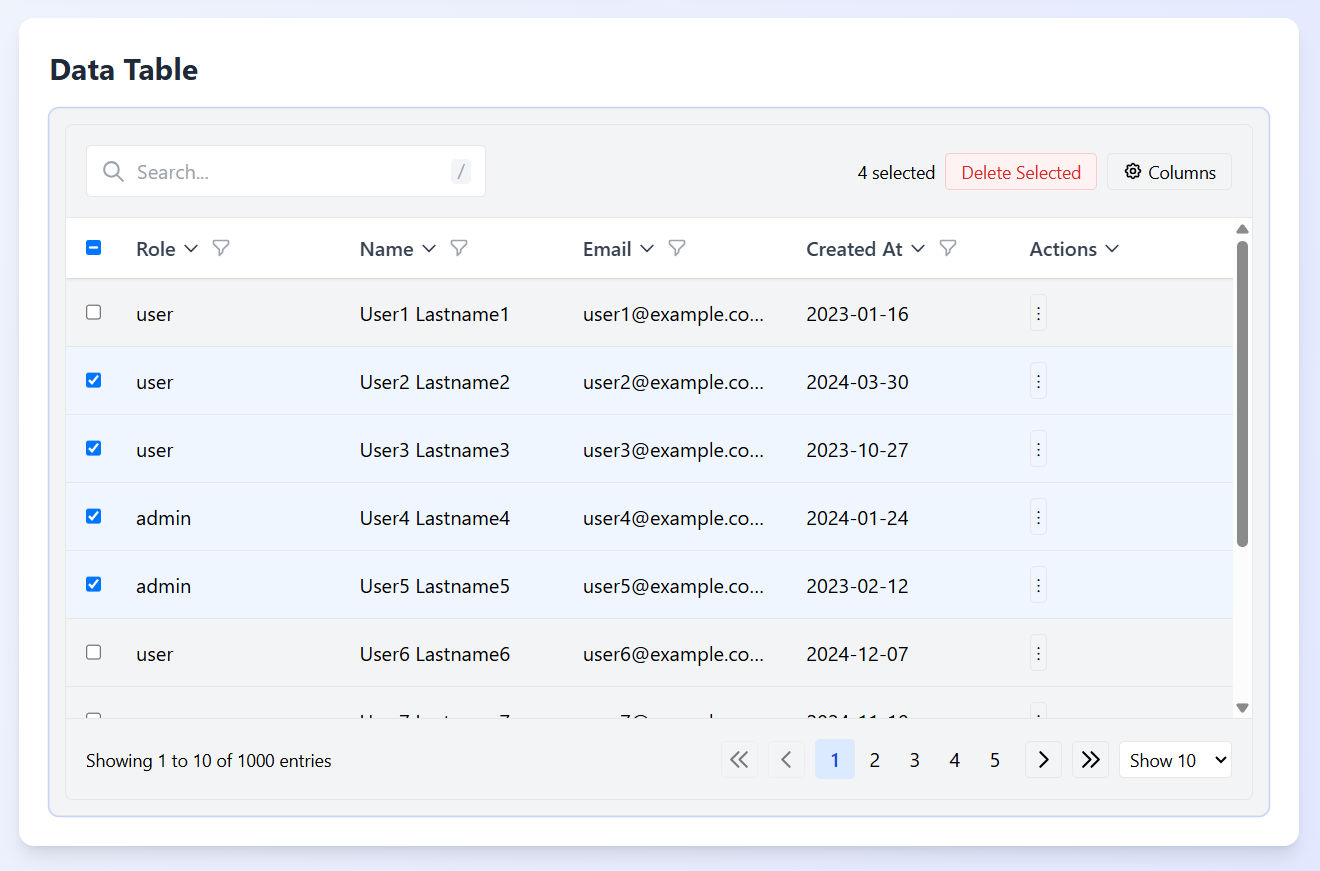 Data Table
Search... /
4 selected Delete Selected Columns
Role Name Email Created At Actions
user User1 Lastname1 user1@example.co... 2023-01-16
user User2 Lastname2 user2@example.co... 2024-03-30
user User3 Lastname3 user3@example.co... 2023-10-27
admin User4 Lastname4 user4@example.co... 2024-01-24
admin User5 Lastname5 user5@example.co... 2023-02-12
user User6 Lastname6 user6@example.co... 2024-12-07
Showing 1 to 10 of 1000 entries 1 2 3 4 5 Show 10